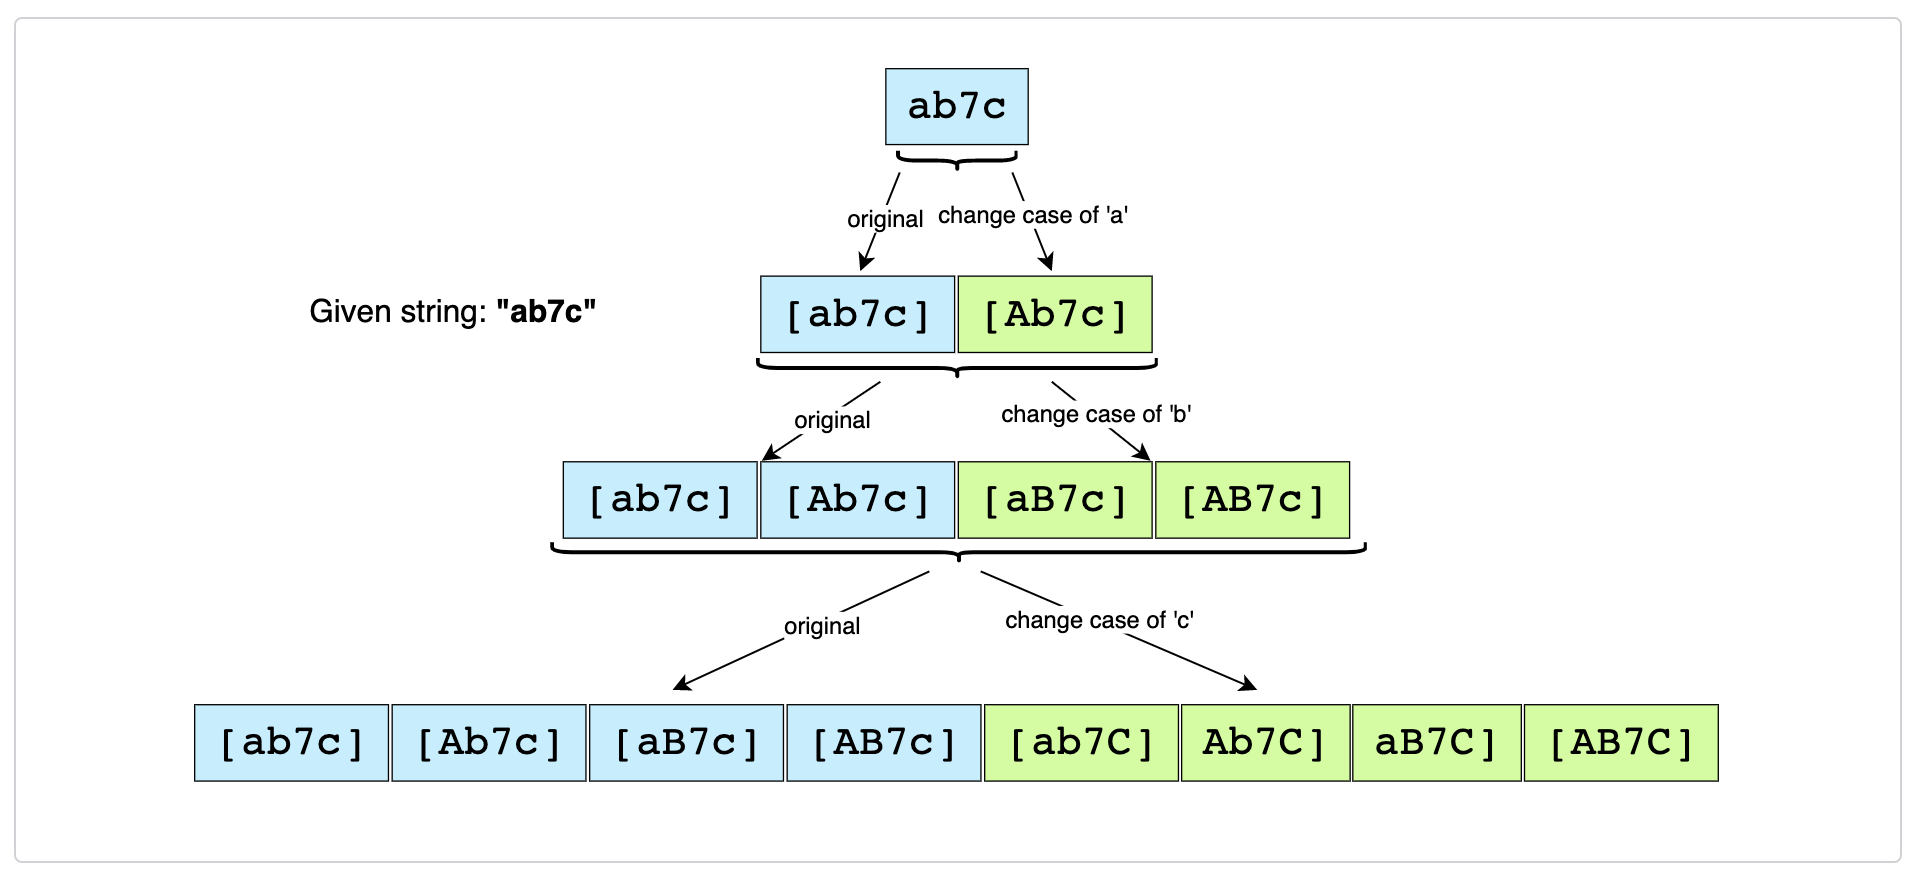 ab7c
original change case of 'a'
Given string: "ab7c"
[ab7c] [Ab7c]
original change case of 'b'
[ab7c] [Ab7c] [aB7c] [AB7c]
original change case of 'c'
[ab7c] [Ab7c] [aB7c] [AB7c] [ab7C] Ab7C] aB7C] [AB7C]